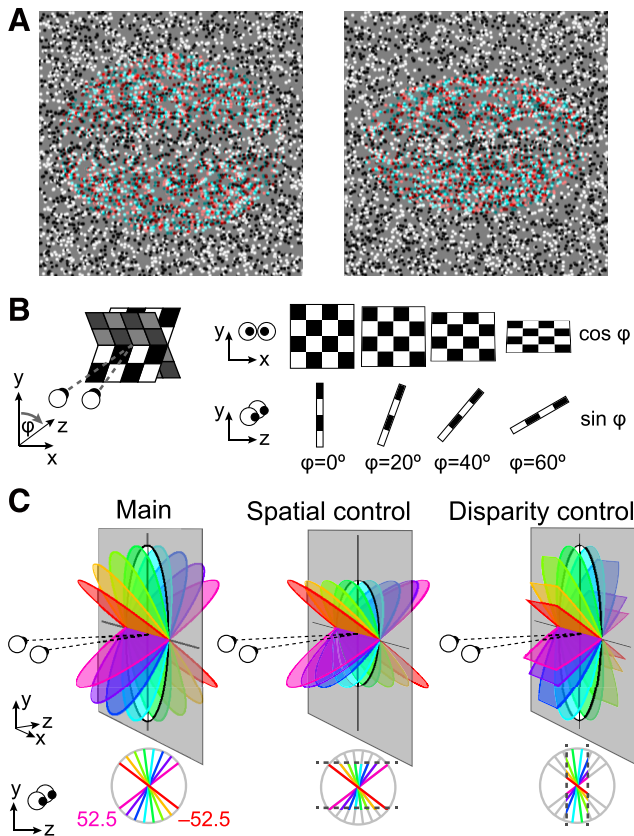 A
B
y
φ
z
x
y
x
cos φ
y
z
sin φ
φ=0º φ=20º φ=40º φ=60º
C
Main Spatial control Disparity control
y
z
x
y
z
52.5 –52.5